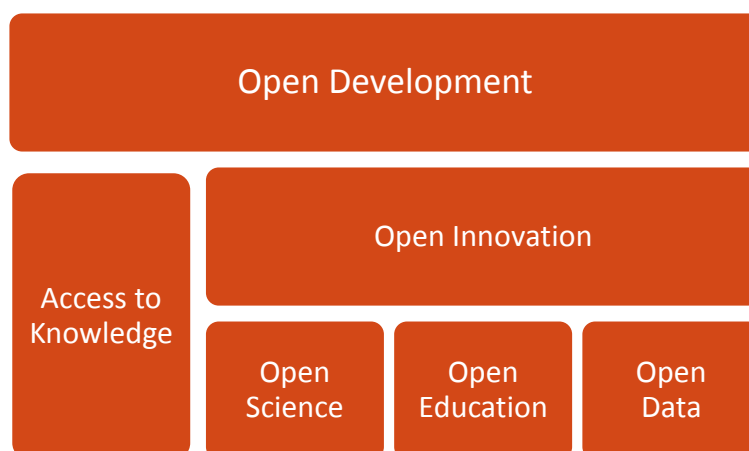 Open Development
Open Innovation
Access to
Knowledge
Open
Science
Open
Education
Open
Data